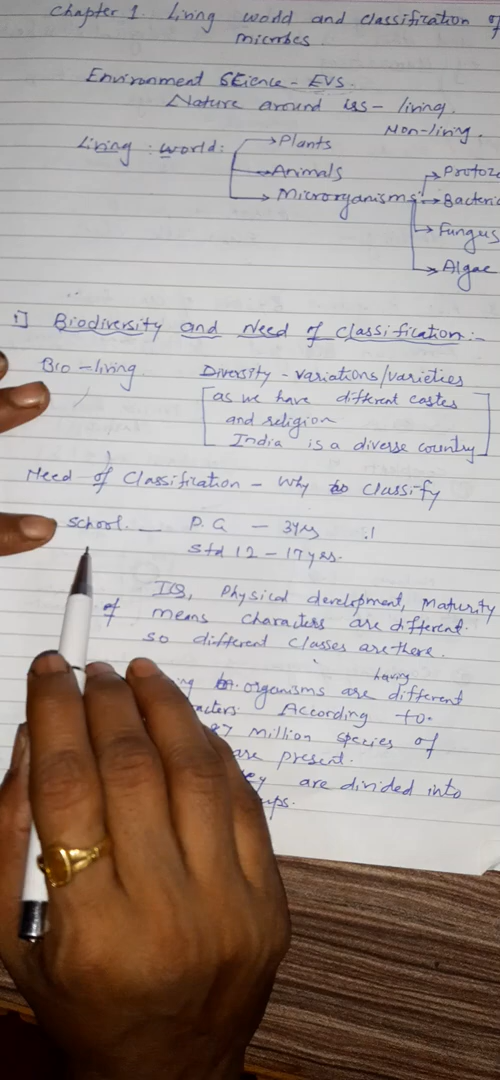 Chapter 1. Living world and classification of
microbes
Environment Science - EVS.
Nature around us - living.
Non-living.
Living world:
Plants
Animals
Microorganisms
Protozo
Bacteri
Fungus
Algae
1] Biodiversity and Need of classification:-
Bio - living
Diversity - variations/varieties
as we have different castes
and religion
India is a diverse country
Need of Classification - Why to Classify
School - P.G - 3yrs
Std 12 - 17yrs.
IQ, Physical development, Maturity
of means characters are different.
so different classes are there.
having
organisms are different
According to
87 Million species of
are present.
ey are divided into
ups.